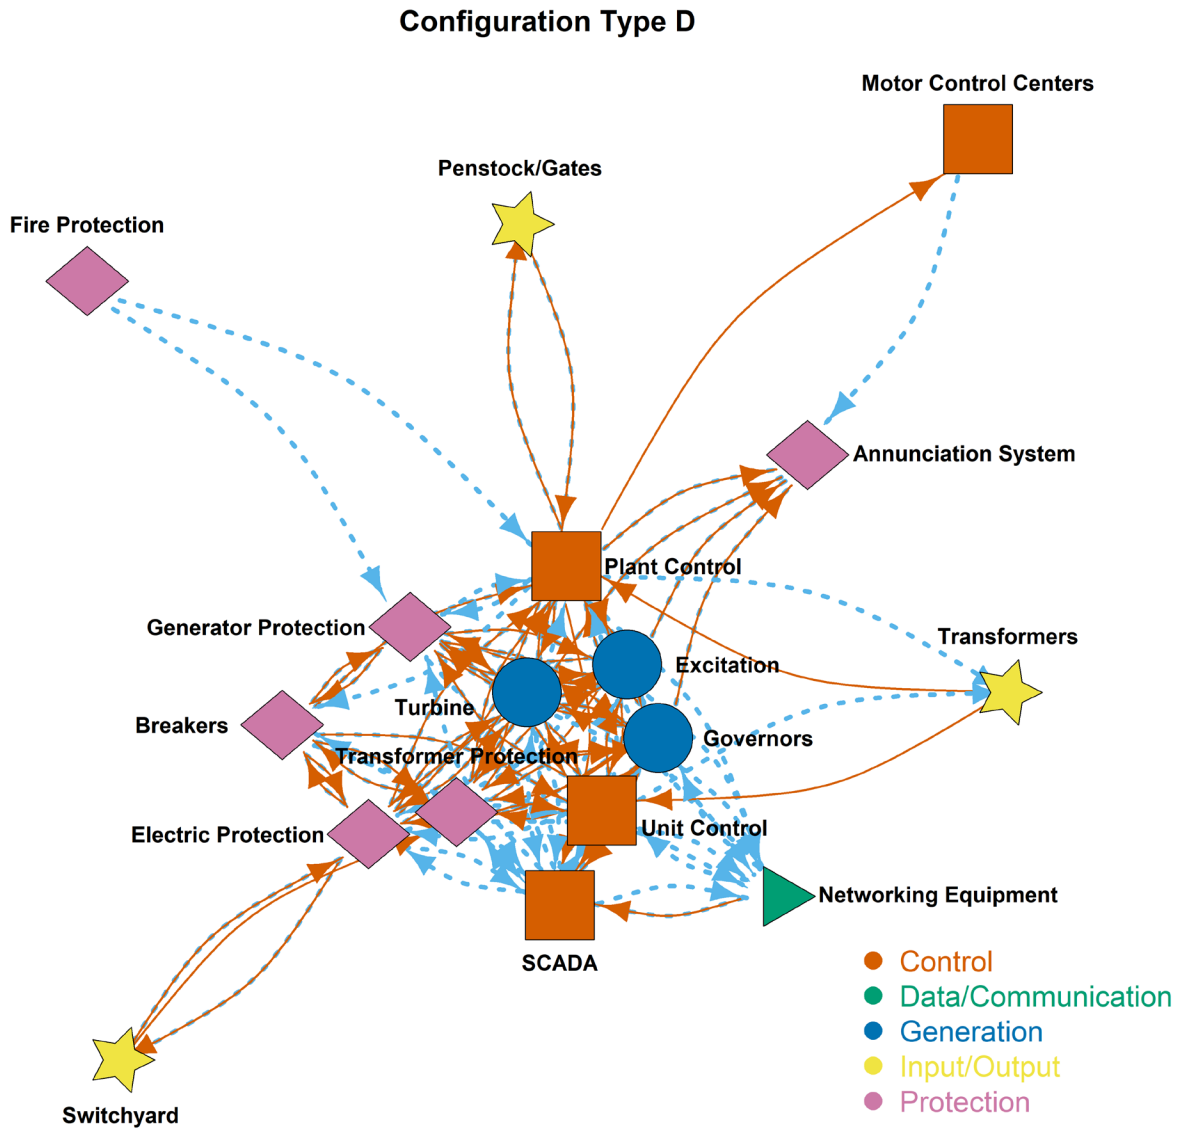 Configuration Type D
Motor Control Centers
Penstock/Gates
Fire Protection
Annunciation System
Plant Control
Generator Protection
Transformers
Excitation
Turbine
Breakers
Governors
Transformer Protection
Unit Control
Electric Protection
Networking Equipment
SCADA
Control
Data/Communication
Generation
Input/Output
Protection
Switchyard